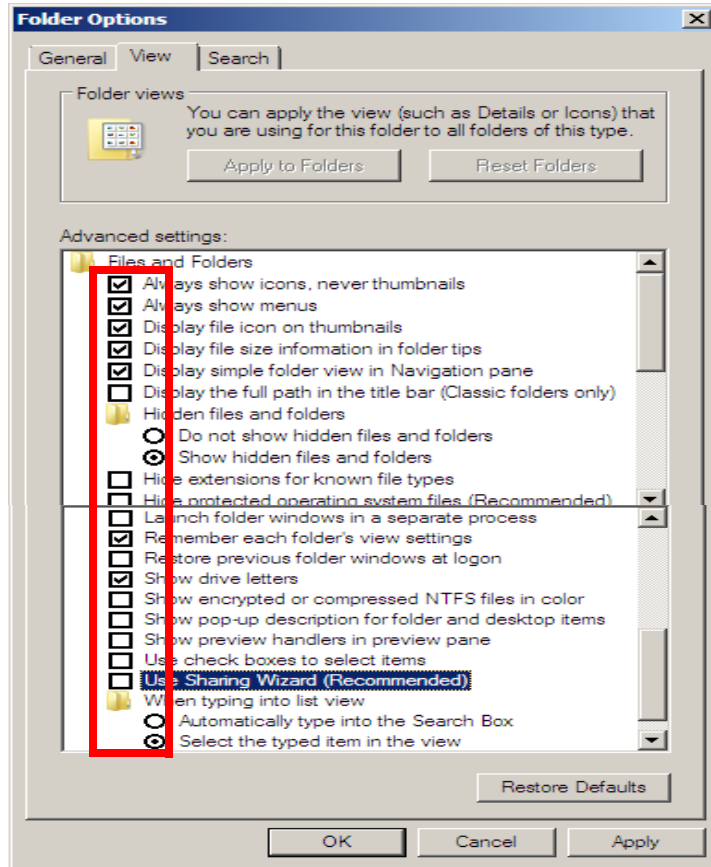 Folder Options
General View Search
Folder views
You can apply the view (such as Details or Icons) that
you are using for this folder to all folders of this type.
Apply to Folders Reset Folders
Advanced settings:
Files and Folders
Always show icons, never thumbnails
Always show menus
Display file icon on thumbnails
Display file size information in folder tips
Display simple folder view in Navigation pane
Display the full path in the title bar (Classic folders only)
Hidden files and folders
Do not show hidden files and folders
Show hidden files and folders
Hide extensions for known file types
Hide protected operating system files (Recommended)
Launch folder windows in a separate process
Remember each folder's view settings
Restore previous folder windows at logon
Show drive letters
Show encrypted or compressed NTFS files in color
Show pop-up description for folder and desktop items
Show preview handlers in preview pane
Use check boxes to select items
Use Sharing Wizard (Recommended)
When typing into list view
Automatically type into the Search Box
Select the typed item in the view
Restore Defaults
OK Cancel Apply